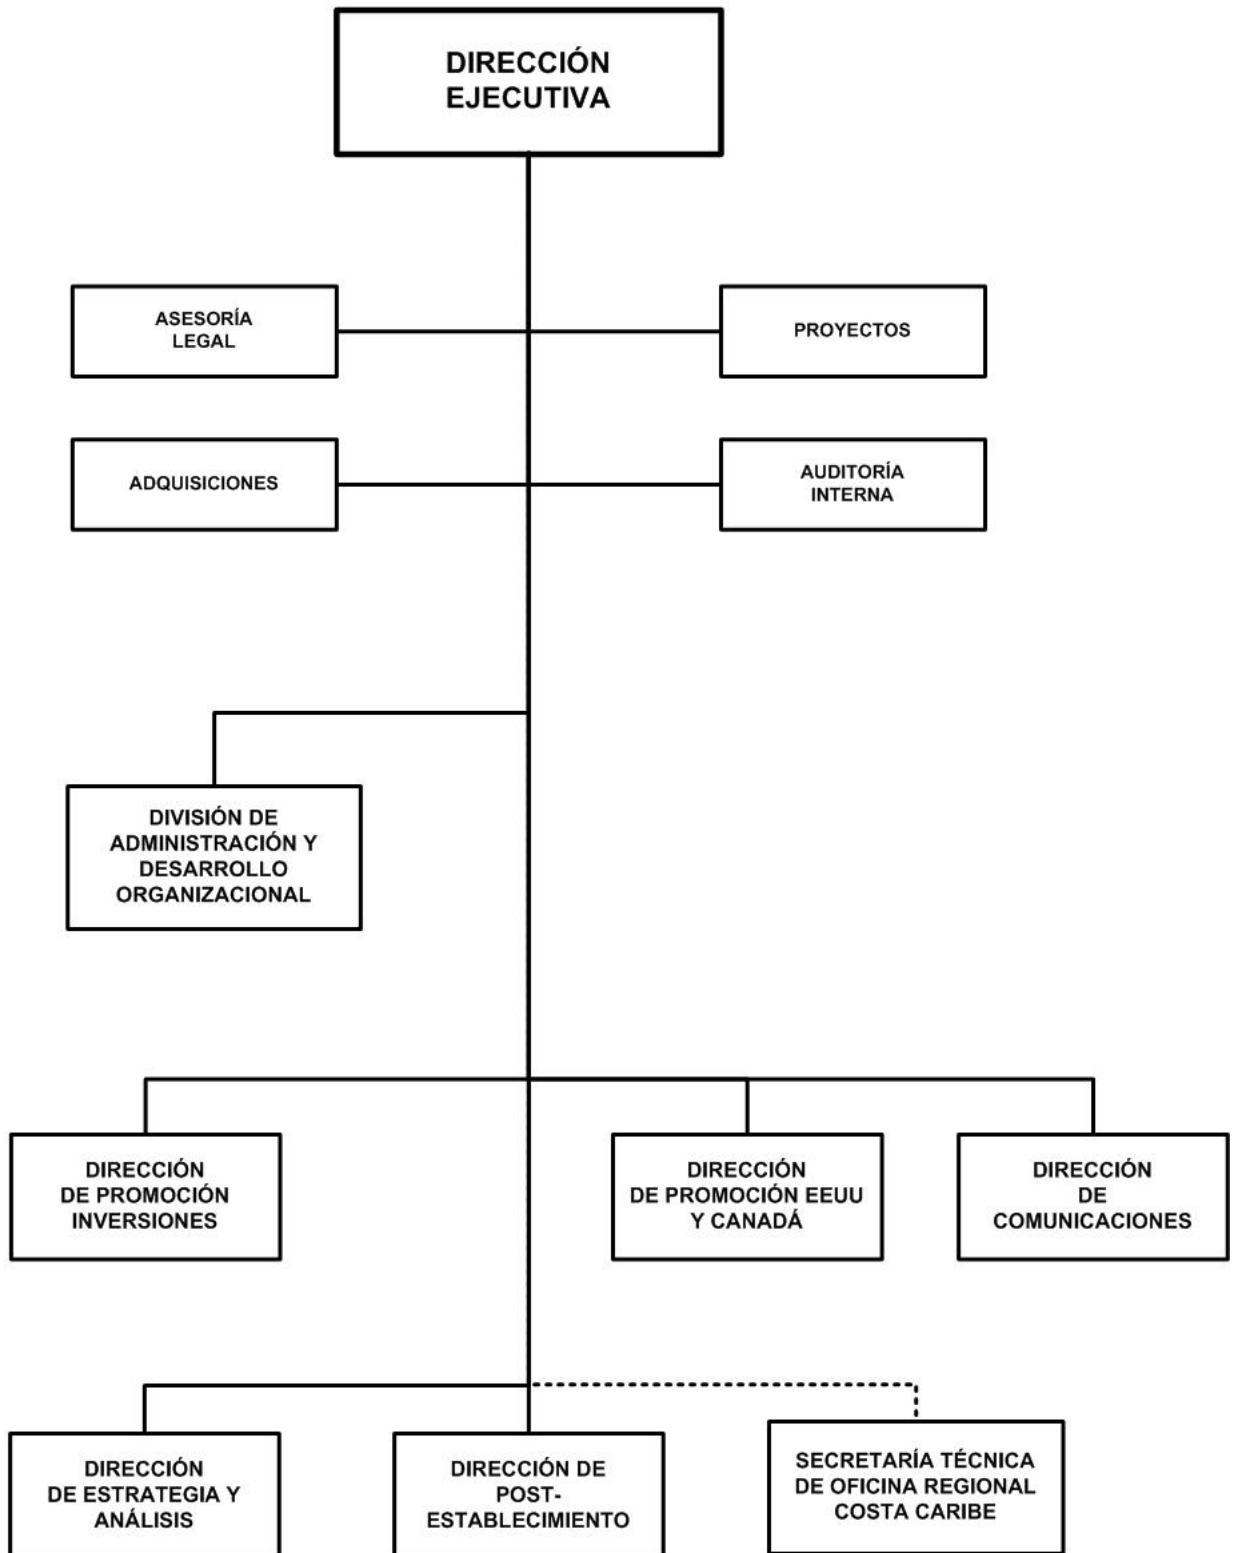 DIRECCIÓN
EJECUTIVA
ASESORÍA
LEGAL
PROYECTOS
ADQUISICIONES
AUDITORÍA
INTERNA
DIVISIÓN DE
ADMINISTRACIÓN Y
DESARROLLO
ORGANIZACIONAL
DIRECCIÓN
DE PROMOCIÓN
INVERSIONES
DIRECCIÓN
DE PROMOCIÓN EEUU
Y CANADÁ
DIRECCIÓN
DE
COMUNICACIONES
DIRECCIÓN
DE ESTRATEGIA Y
ANÁLISIS
DIRECCIÓN DE
POST-
ESTABLECIMIENTO
SECRETARÍA TÉCNICA
DE OFICINA REGIONAL
COSTA CARIBE